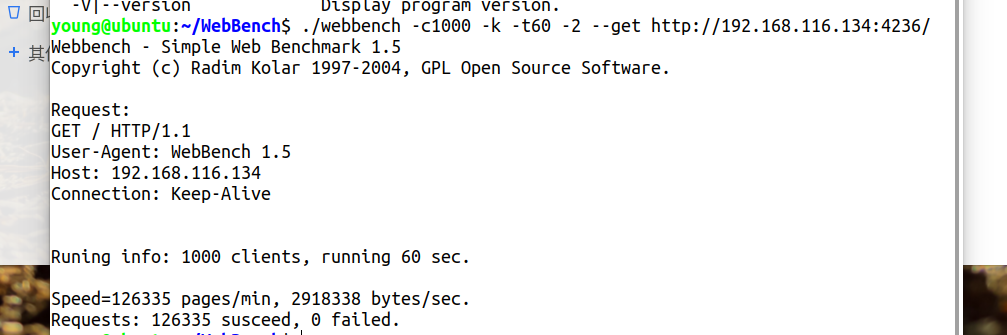 -V|--version Display program version.
young@ubuntu:~/WebBench$ ./webbench -c1000 -k -t60 -2 --get http://192.168.116.134:4236/
Webbench - Simple Web Benchmark 1.5
Copyright (c) Radim Kolar 1997-2004, GPL Open Source Software.
Request:
GET / HTTP/1.1
User-Agent: WebBench 1.5
Host: 192.168.116.134
Connection: Keep-Alive
Runing info: 1000 clients, running 60 sec.
Speed=126335 pages/min, 2918338 bytes/sec.
Requests: 126335 susceed, 0 failed.
回
其